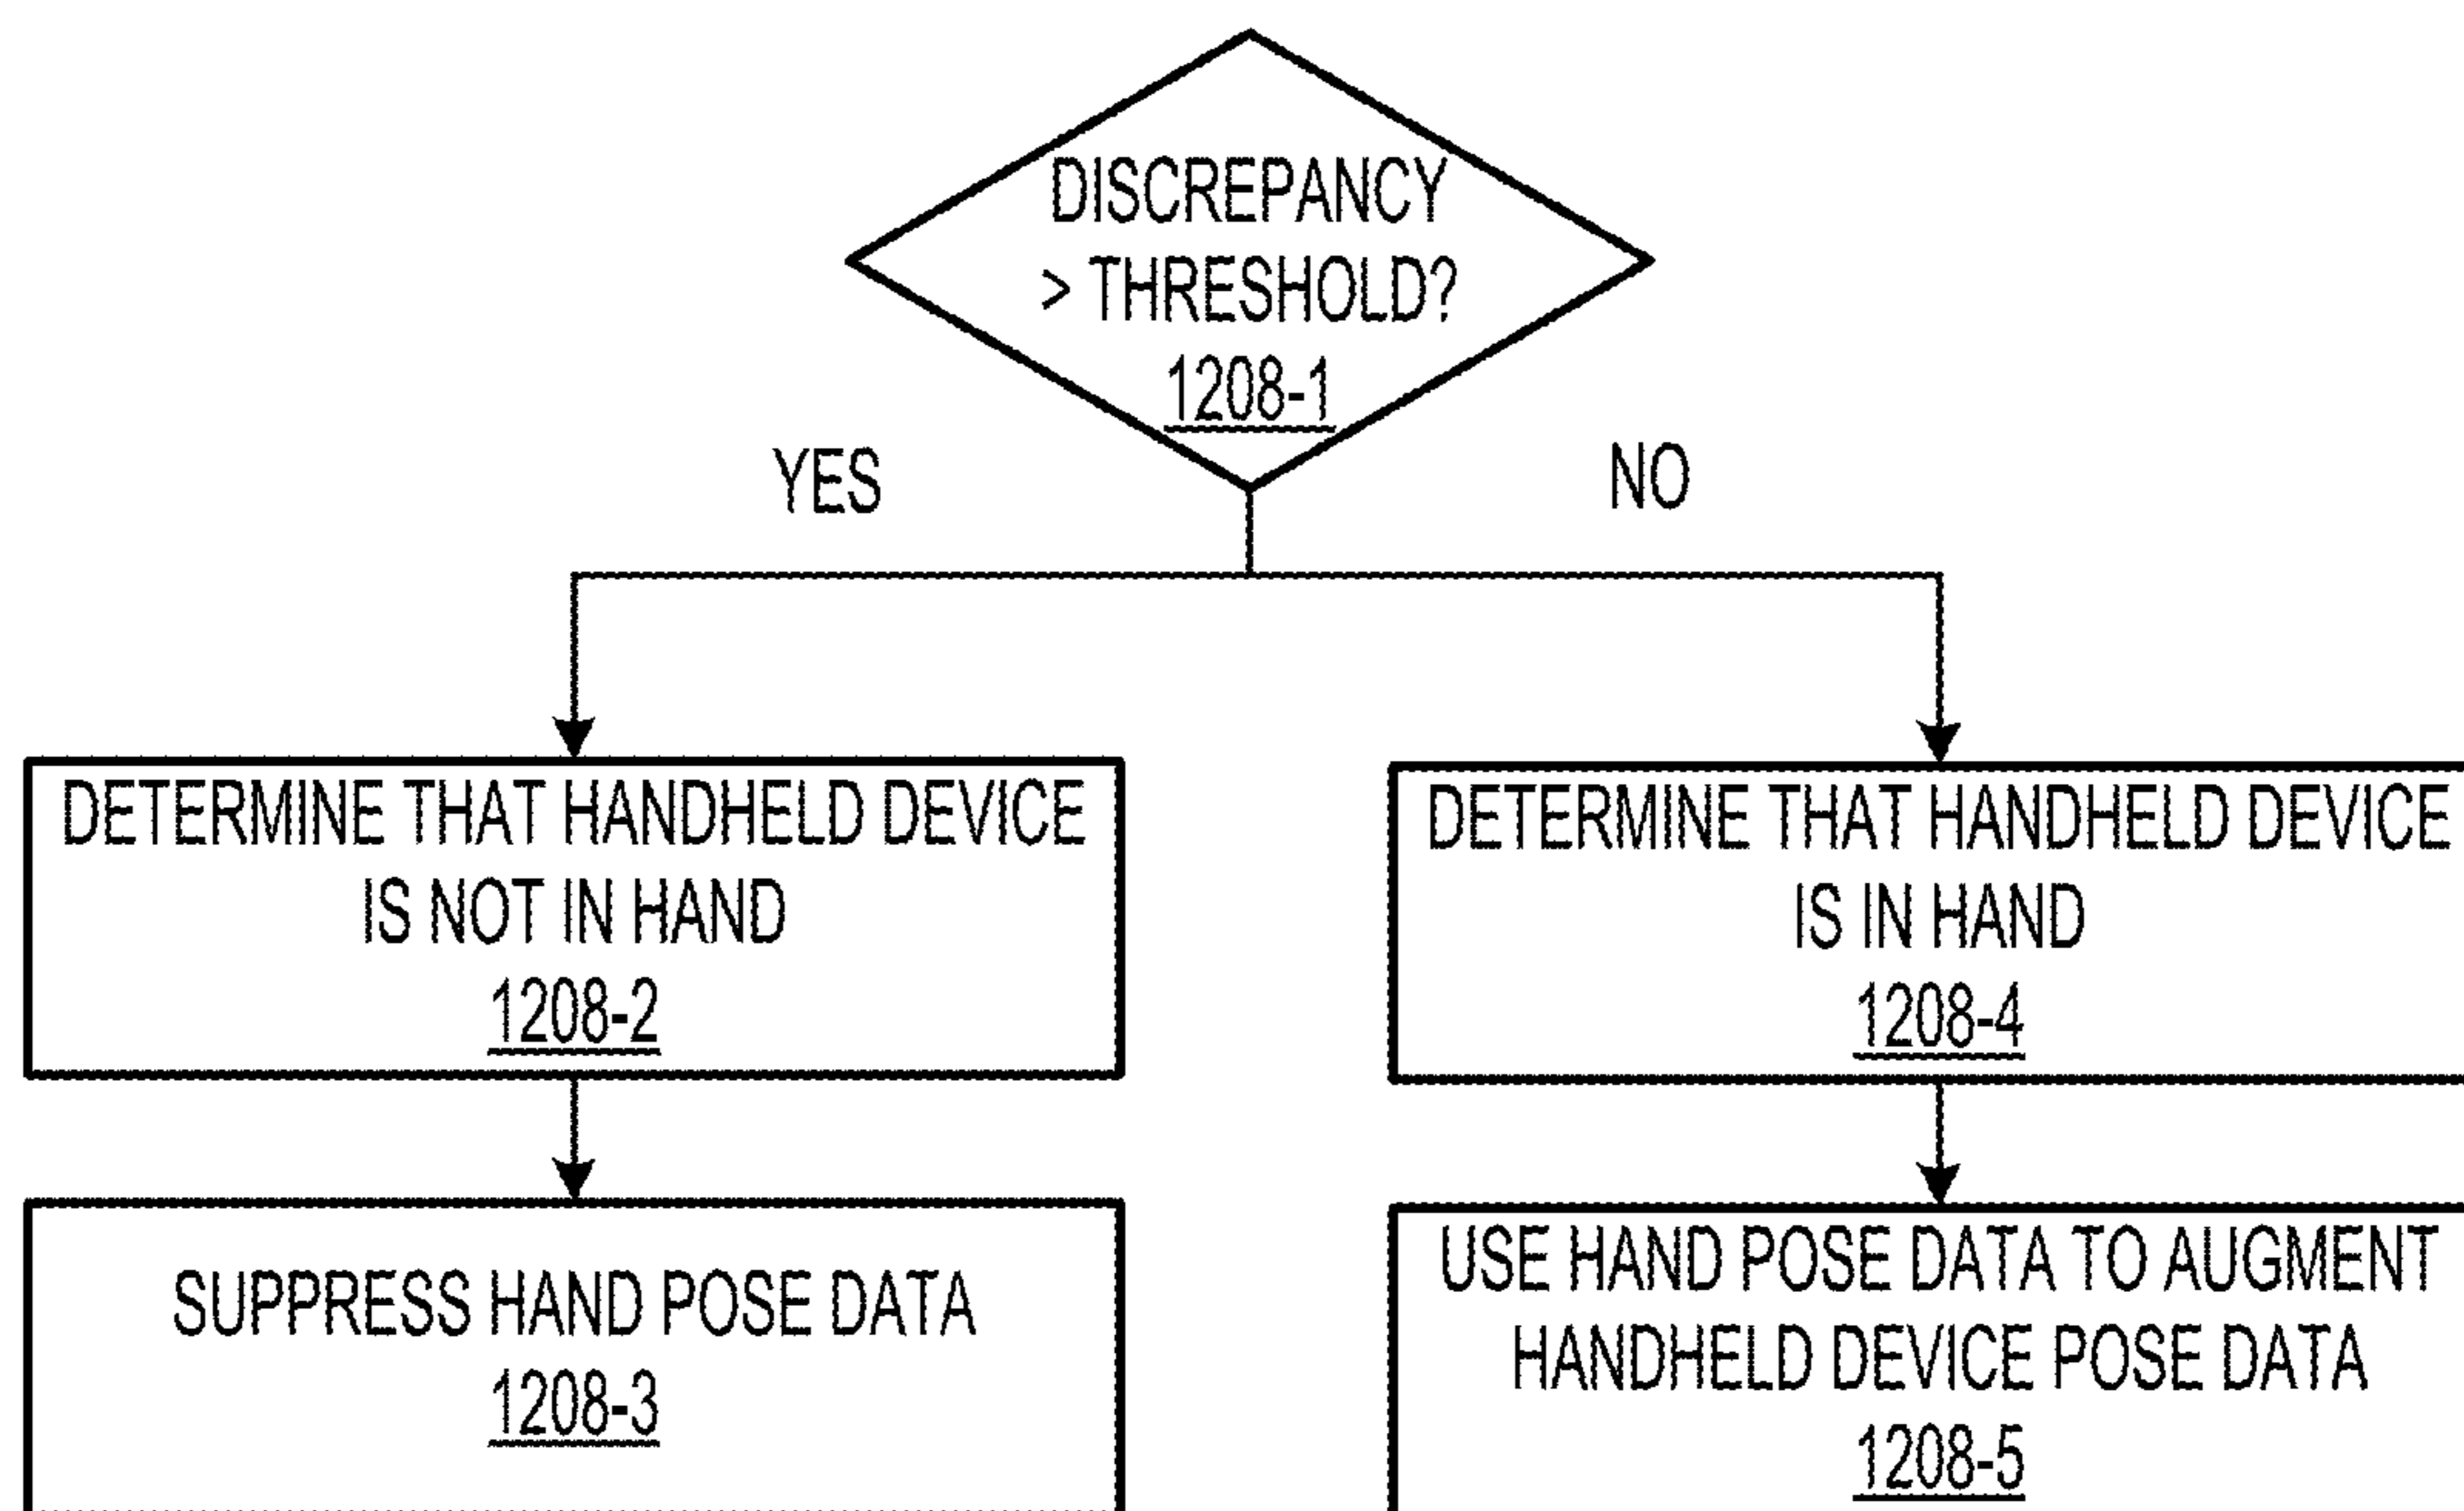 DISCREPANCY
> THRESHOLD?
1208-1
YES
NO
DETERMINE THAT HANDHELD DEVICE
IS NOT IN HAND
1208-2
DETERMINE THAT HANDHELD DEVICE
IS IN HAND
1208-4
SUPPRESS HAND POSE DATA
1208-3
USE HAND POSE DATA TO AUGMENT
HANDHELD DEVICE POSE DATA
1208-5